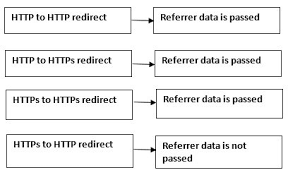 HTTP to HTTP redirect
Referrer data is passed
HTTP to HTTPs redirect
Referrer data is passed
HTTPs to HTTPs redirect
Referrer data is passed
HTTPs to HTTP redirect
Referrer data is not
passed